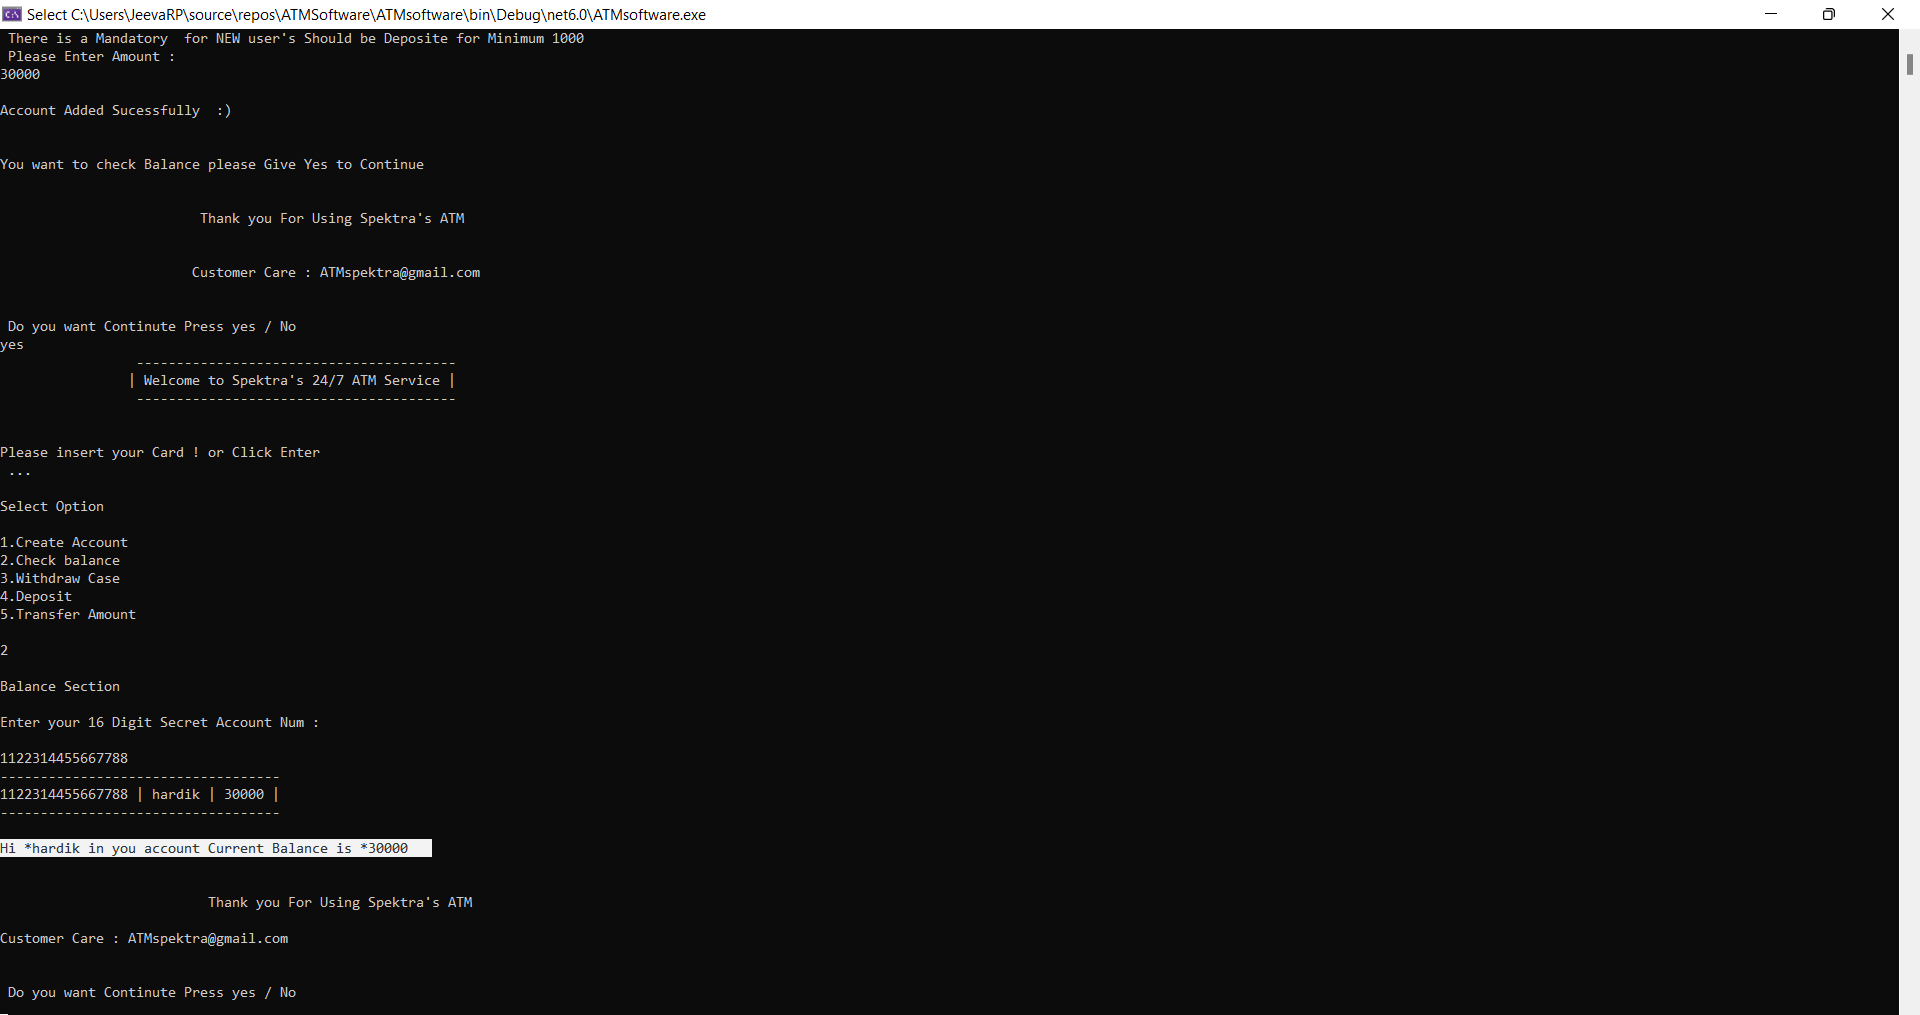 Select C:\Users\JeevaRP\source\repos\ATMSoftware\ATMsoftware\bin\Debug\net6.0\ATMsoftware.exe
There is a Mandatory  for NEW user's Should be Deposite for Minimum 1000
Please Enter Amount :
30000
Account Added Sucessfully  :)
You want to check Balance please Give Yes to Continue
Thank you For Using Spektra's ATM
Customer Care : ATMspektra@gmail.com
Do you want Continute Press yes / No
yes
----------------------------------------
| Welcome to Spektra's 24/7 ATM Service |
----------------------------------------
Please insert your Card ! or Click Enter
...
Select Option
1.Create Account
2.Check balance
3.Withdraw Case
4.Deposit
5.Transfer Amount
2
Balance Section
Enter your 16 Digit Secret Account Num :
1122314455667788
-----------------------------------
1122314455667788 | hardik | 30000 |
-----------------------------------
Hi *hardik in you account Current Balance is *30000
Thank you For Using Spektra's ATM
Customer Care : ATMspektra@gmail.com
Do you want Continute Press yes / No